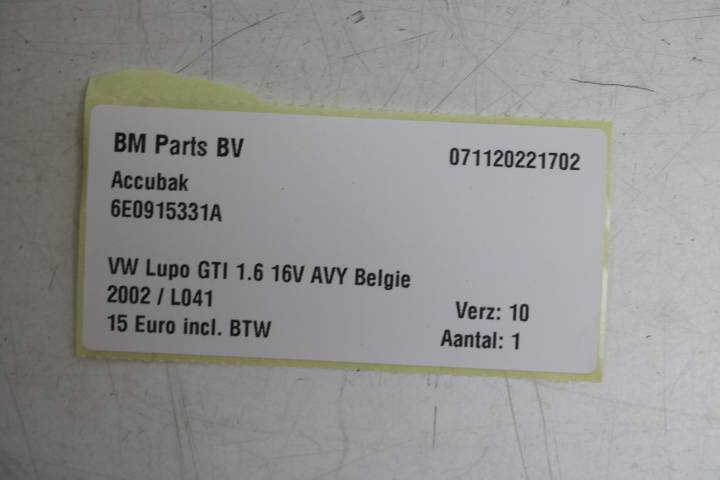 BM Parts BV 071120221702
Accubak
6E0915331A
VW Lupo GTI 1.6 16V AVY Belgie
2002 / L041 Verz: 10
15 Euro incl. BTW Aantal: 1